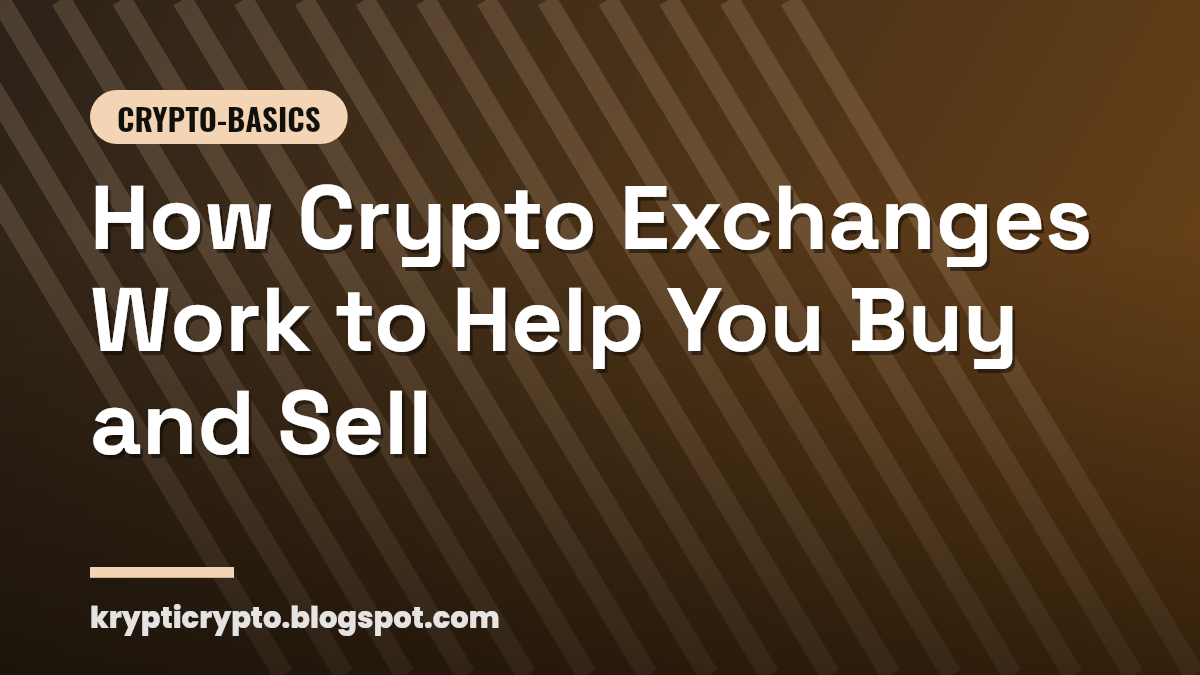 CRYPTO-BASICS
How Crypto Exchanges
Work to Help You Buy
and Sell
krypticrypto.blogspot.com